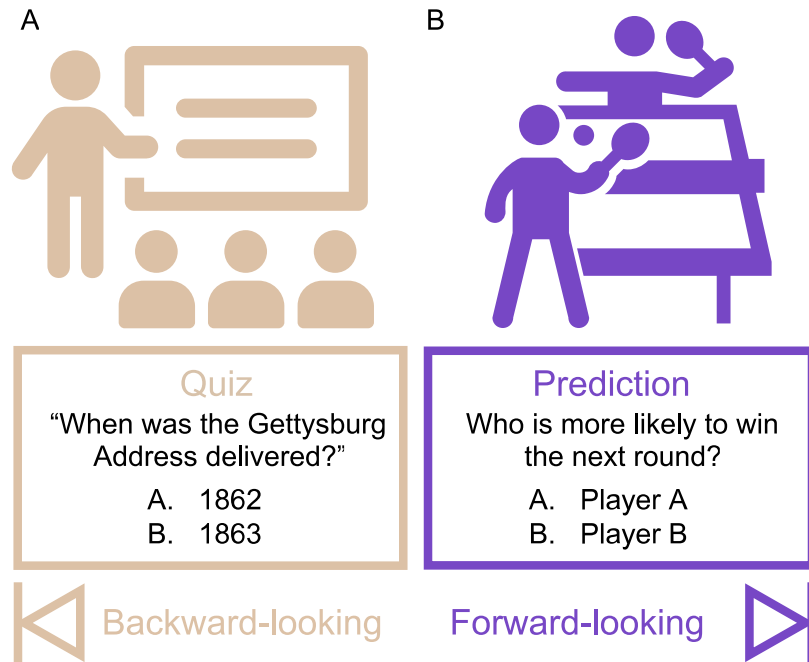 A
Quiz
“When was the Gettysburg
Address delivered?”
A. 1862
B. 1863
Backward-looking
B
Prediction
Who is more likely to win
the next round?
A. Player A
B. Player B
Forward-looking